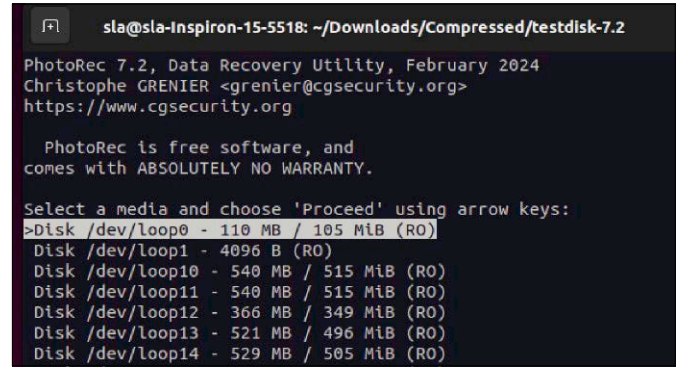 sla@sla-Inspiron-15-5518: ~/Downloads/Compressed/testdisk-7.2
PhotoRec 7.2, Data Recovery Utility, February 2024
Christophe GRENIER <grenier@cgsecurity.org>
https://www.cgsecurity.org
PhotoRec is free software, and
comes with ABSOLUTELY NO WARRANTY.
Select a media and choose 'Proceed' using arrow keys:
>Disk /dev/loop0 - 110 MB / 105 MiB (RO)
Disk /dev/loop1 - 4096 B (RO)
Disk /dev/loop10 - 540 MB / 515 MiB (RO)
Disk /dev/loop11 - 540 MB / 515 MiB (RO)
Disk /dev/loop12 - 366 MB / 349 MiB (RO)
Disk /dev/loop13 - 521 MB / 496 MiB (RO)
Disk /dev/loop14 - 529 MB / 505 MiB (RO)